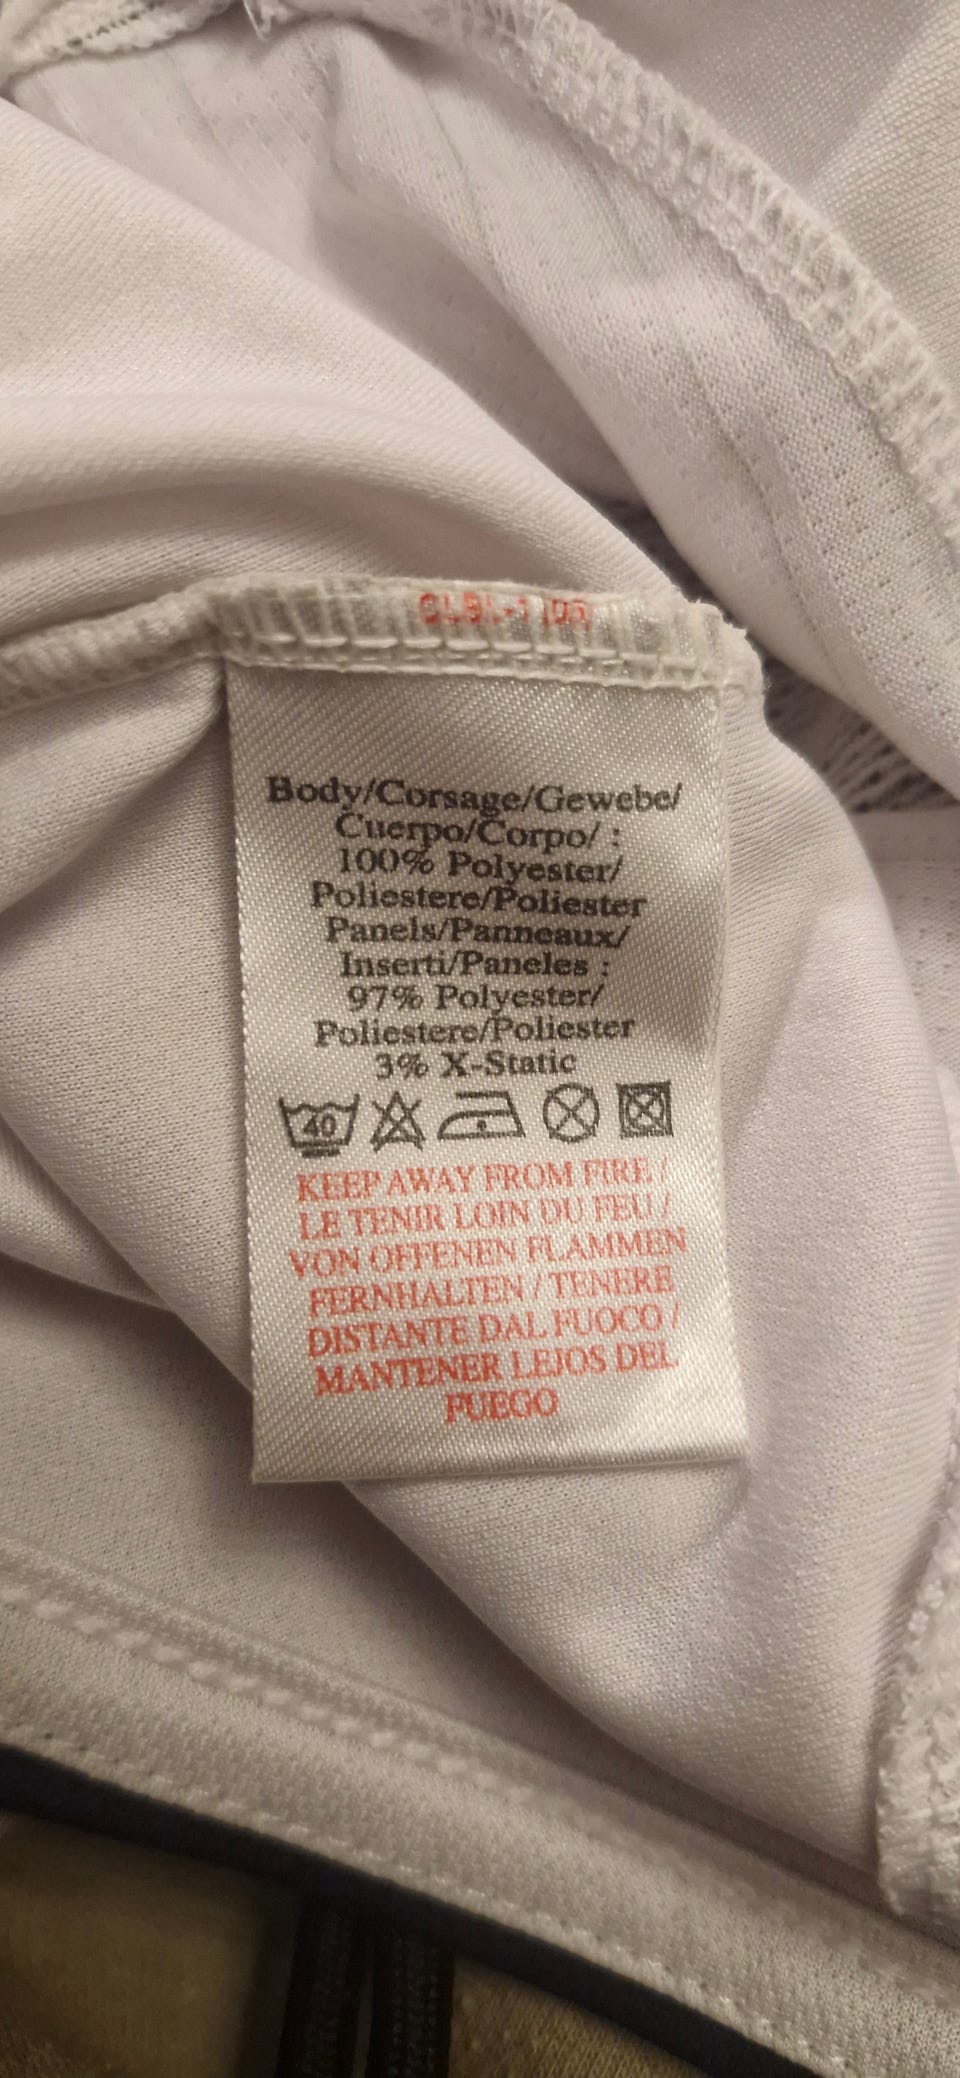 Body/Corsage/Gewebe/
Cuerpo/Corpo/ :
100% Polyester/
Poliestere/Poliester
Panels/Panneaux/
Inserti/Paneles :
97% Polyester/
Poliestere/Poliester
3% X-Static
40
KEEP AWAY FROM FIRE /
LE TENIR LOIN DU FEU /
VON OFFENEN FLAMMEN
FERNHALTEN / TENERE
DISTANTE DAL FUOCO /
MANTENER LEJOS DEL
FUEGO